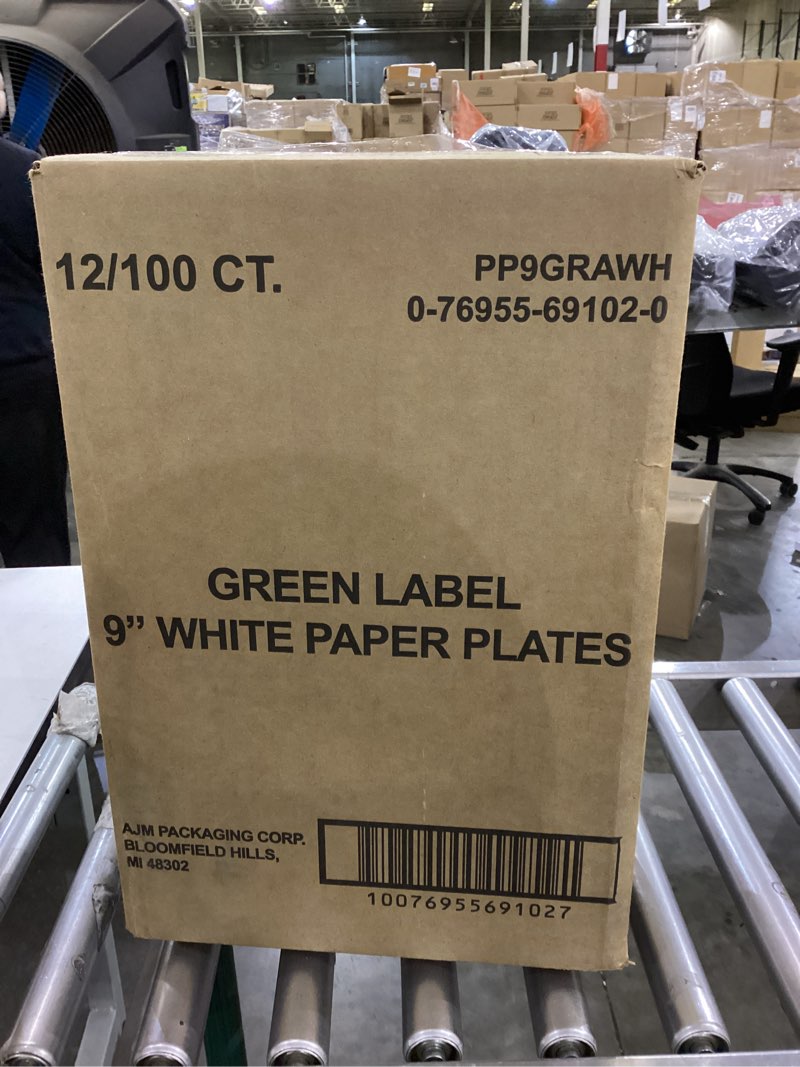 12/100 CT.
PP9GRAWH
0-76955-69102-0
GREEN LABEL
9” WHITE PAPER PLATES
AJM PACKAGING CORP.
BLOOMFIELD HILLS,
MI 48302
10076955691027